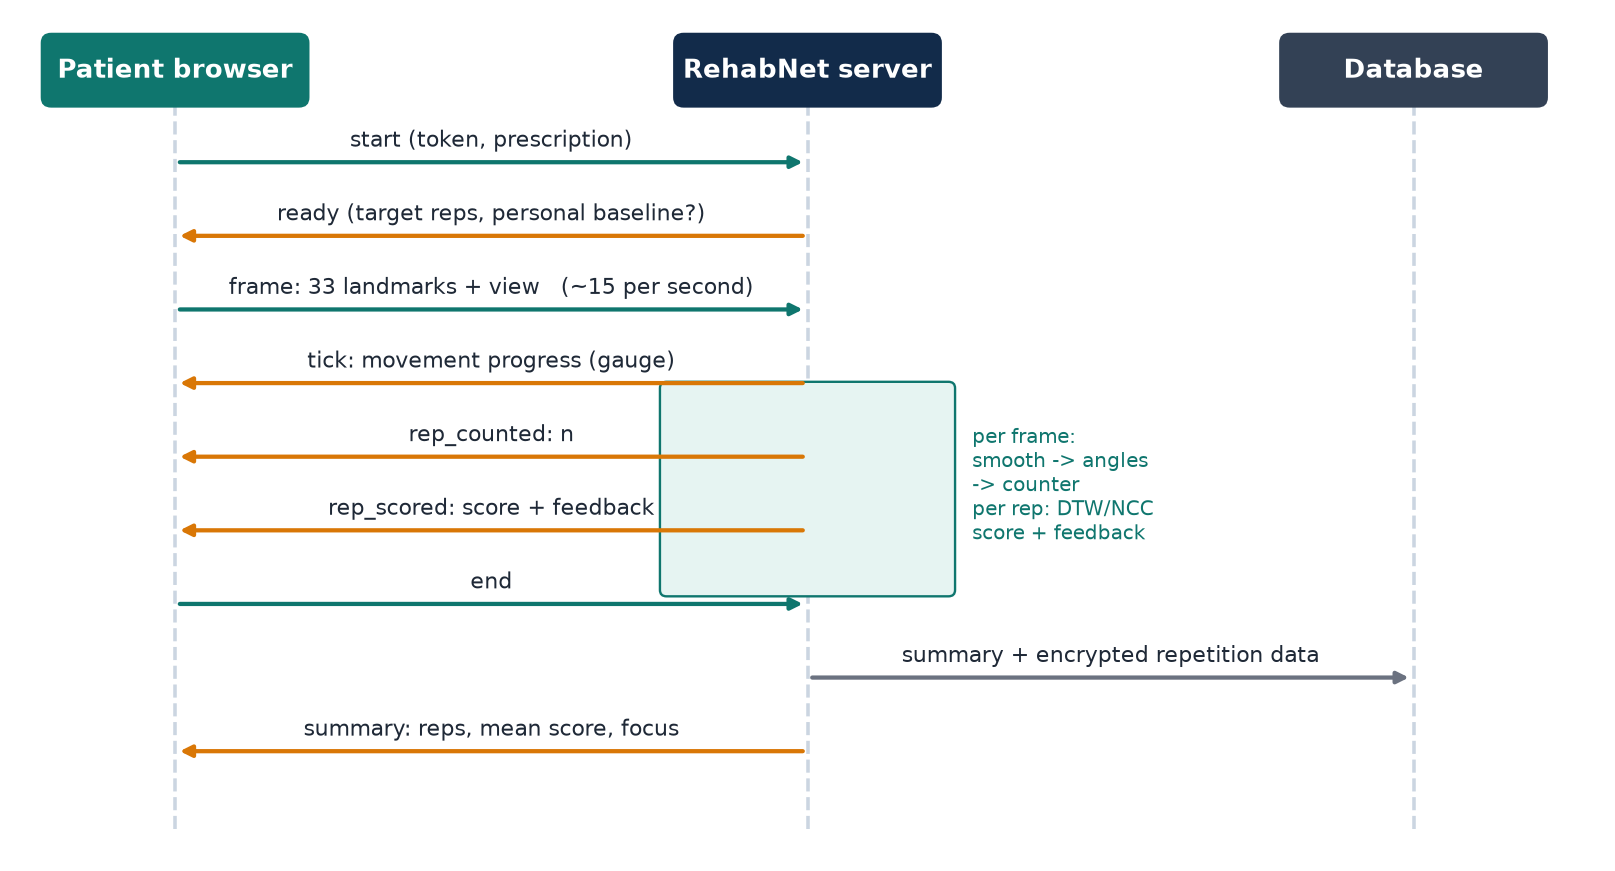 Patient browser
RehabNet server
Database
start (token, prescription)
ready (target reps, personal baseline?)
frame: 33 landmarks + view   (~15 per second)
tick: movement progress (gauge)
rep_counted: n
per frame:
smooth -> angles
-> counter
per rep: DTW/NCC
score + feedback
rep_scored: score + feedback
end
summary + encrypted repetition data
summary: reps, mean score, focus